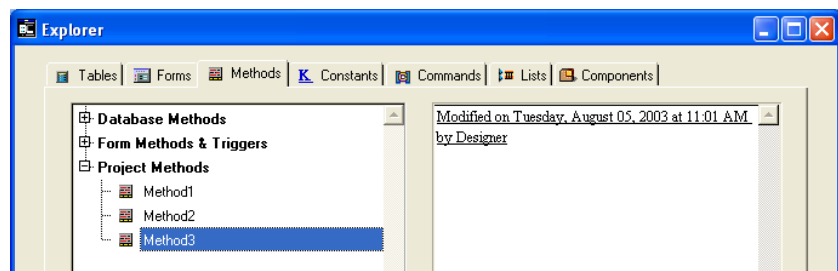 Explorer
Tables Forms Methods K Constants Commands Lists Components
Database Methods
Form Methods & Triggers
Project Methods
Method1
Method2
Method3
Modified on Tuesday, August 05, 2003 at 11:01 AM
by Designer